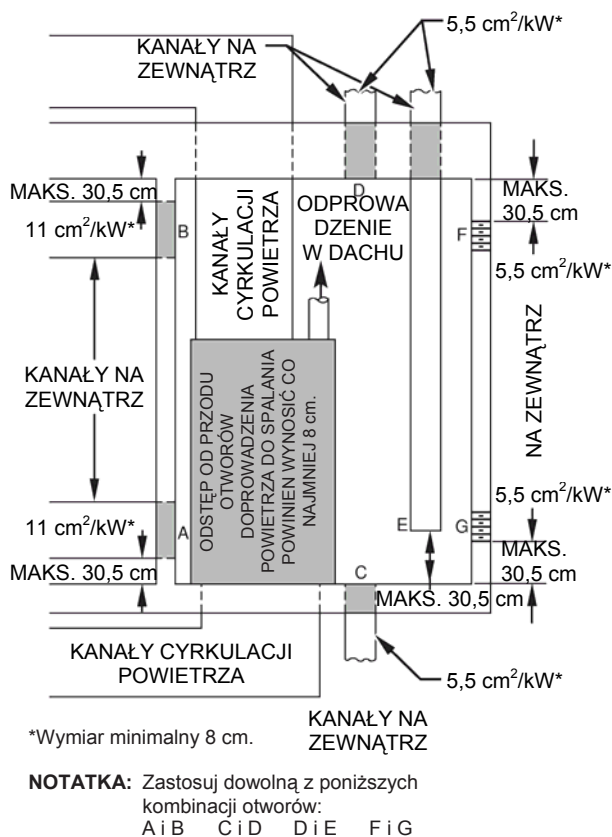 5,5 cm²/kW*
KANAŁY NA
ZEWNĄTRZ
MAKS. 30,5 cm
11 cm²/kW*
B
KANAŁY
CYRKULACJI
POWIETRZA
D
ODPROWA
DZENIE
W DACHU
MAKS.
30,5 cm
F
5,5 cm²/kW*
KANAŁY NA
ZEWNĄTRZ
NA ZEWNĄTRZ
ODSTĘP OD PRZODU
OTWORÓW
DOPROWADZENIA
POWIETRZA DO SPALANIA
POWINIEN WYNOSIĆ CO
NAJMNIEJ 8 cm.
11 cm²/kW*
A
MAKS. 30,5 cm
E
G
5,5 cm²/kW*
MAKS.
30,5 cm
C
MAKS. 30,5 cm
KANAŁY CYRKULACJI
POWIETRZA
5,5 cm²/kW*
KANAŁY NA
ZEWNĄTRZ
*Wymiar minimalny 8 cm.
NOTATKA: Zastosuj dowolną z poniższych
kombinacji otworów:
A i B C i D D i E F i G